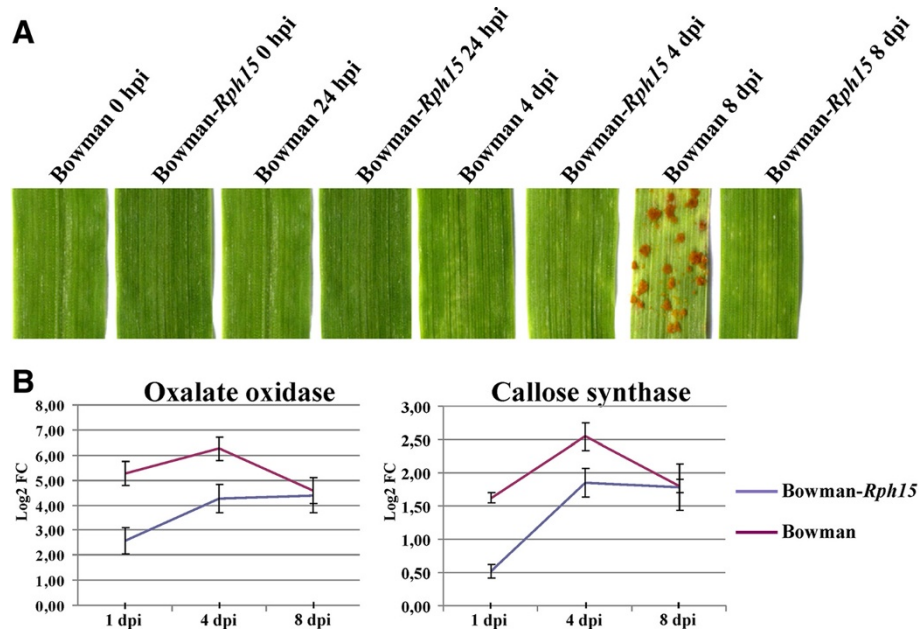 A
Bowman 0 hpi
Bowman-Rph15 0 hpi
Bowman 24 hpi
Bowman-Rph15 24 hpi
Bowman 4 dpi
Bowman-Rph15 4 dpi
Bowman 8 dpi
Bowman-Rph15 8 dpi
B
Oxalate oxidase
8,00
7,00
6,00
5,00
4,00
3,00
2,00
1,00
0,00
Log2 FC
1 dpi
4 dpi
8 dpi
Callose synthase
3,00
2,50
2,00
1,50
1,00
0,50
0,00
Log2 FC
1 dpi
4 dpi
8 dpi
Bowman-Rph15
Bowman